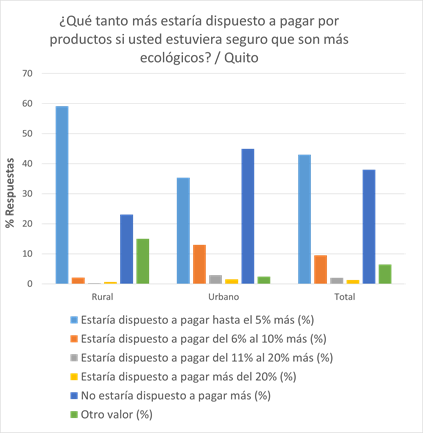 ¿Qué tanto más estaría dispuesto a pagar por
productos si usted estuviera seguro que son más
ecológicos? / Quito
70
60
50
40
30
20
10
0
% Respuestas
Rural
Urbano
Total
Estaría dispuesto a pagar hasta el 5% más (%)
Estaría dispuesto a pagar del 6% al 10% más (%)
Estaría dispuesto a pagar del 11% al 20% más (%)
Estaría dispuesto a pagar más del 20% (%)
No estaría dispuesto a pagar más (%)
Otro valor (%)